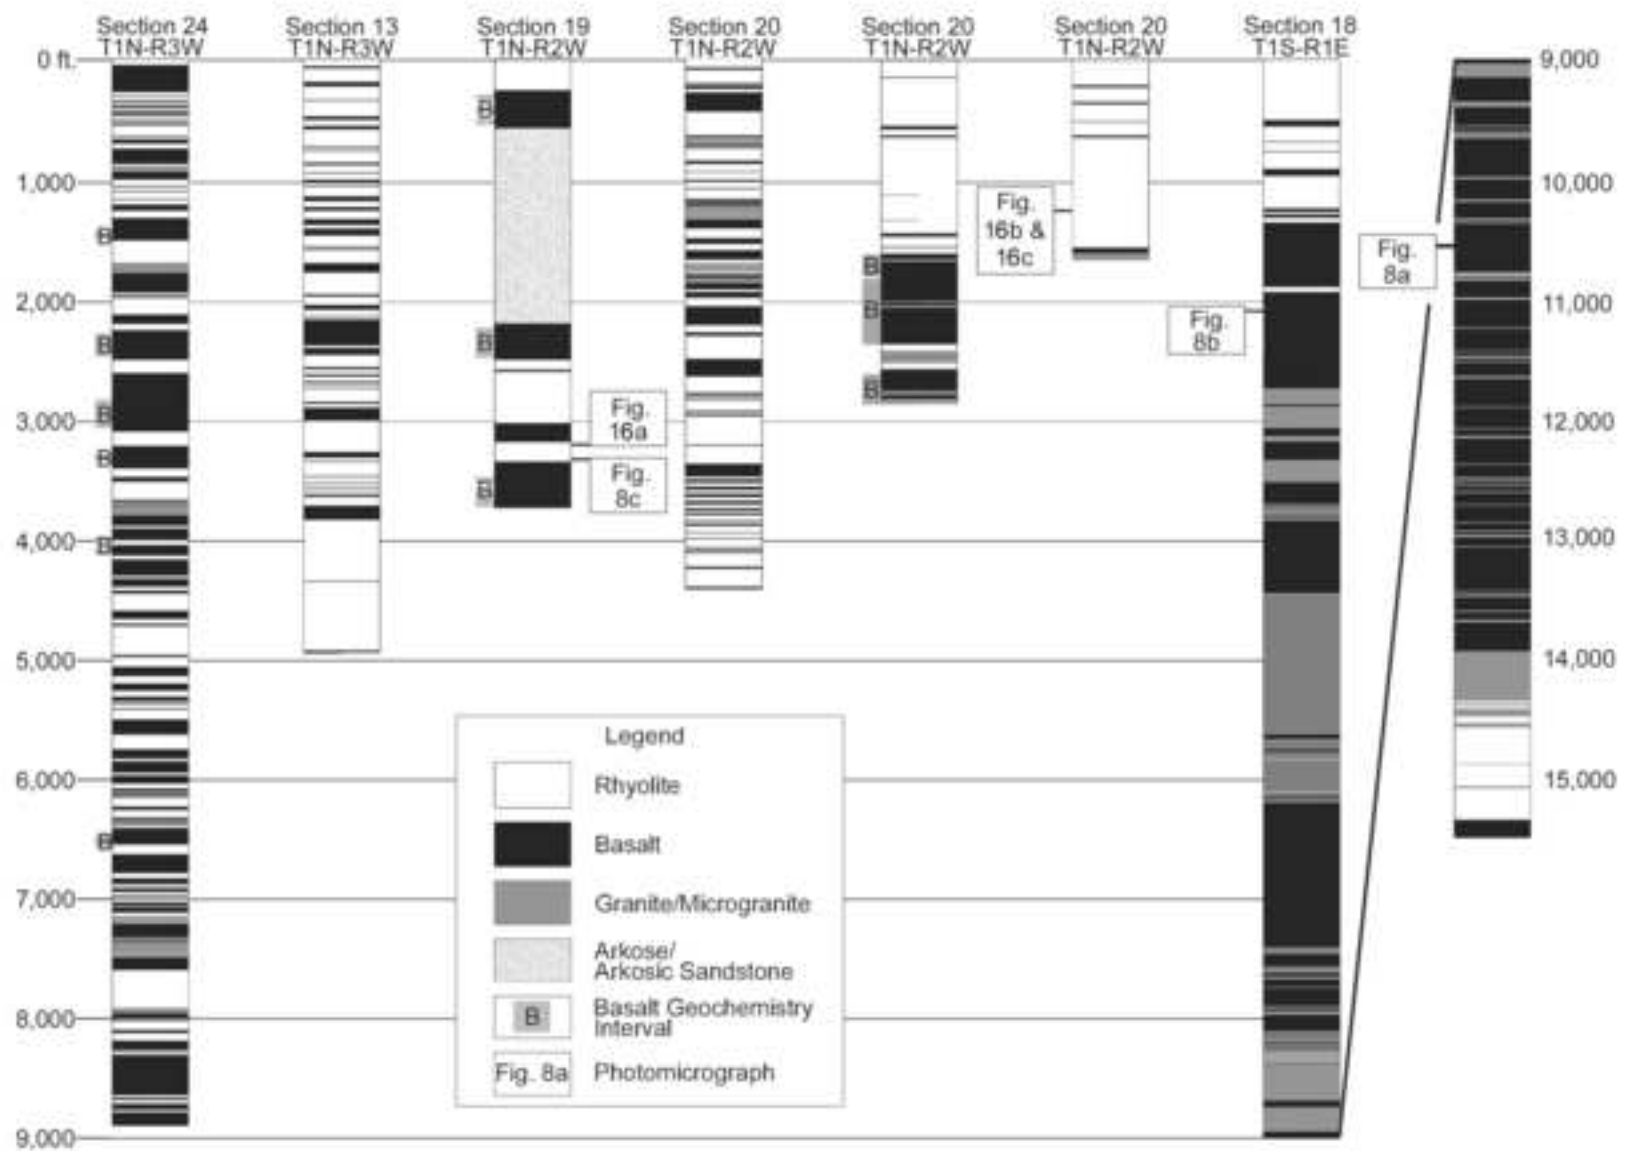 Section 24
T1N-R3W
Section 13
T1N-R3W
Section 19
T1N-R2W
Section 20
T1N-R2W
Section 20
T1N-R2W
Section 20
T1N-R2W
Section 18
T1S-R1E
0 ft.
1,000
2,000
3,000
4,000
5,000
6,000
7,000
8,000
9,000
B
B
B
B
B
B
B
B
B
B
B
B
Fig.
16a
Fig.
8c
Fig.
16b &
16c
Fig.
8b
Fig.
8a
9,000
10,000
11,000
12,000
13,000
14,000
15,000
Legend
Rhyolite
Basalt
Granite/Microgranite
Arkose/
Arkosic Sandstone
B
Basalt Geochemistry
Interval
Fig. 8a
Photomicrograph